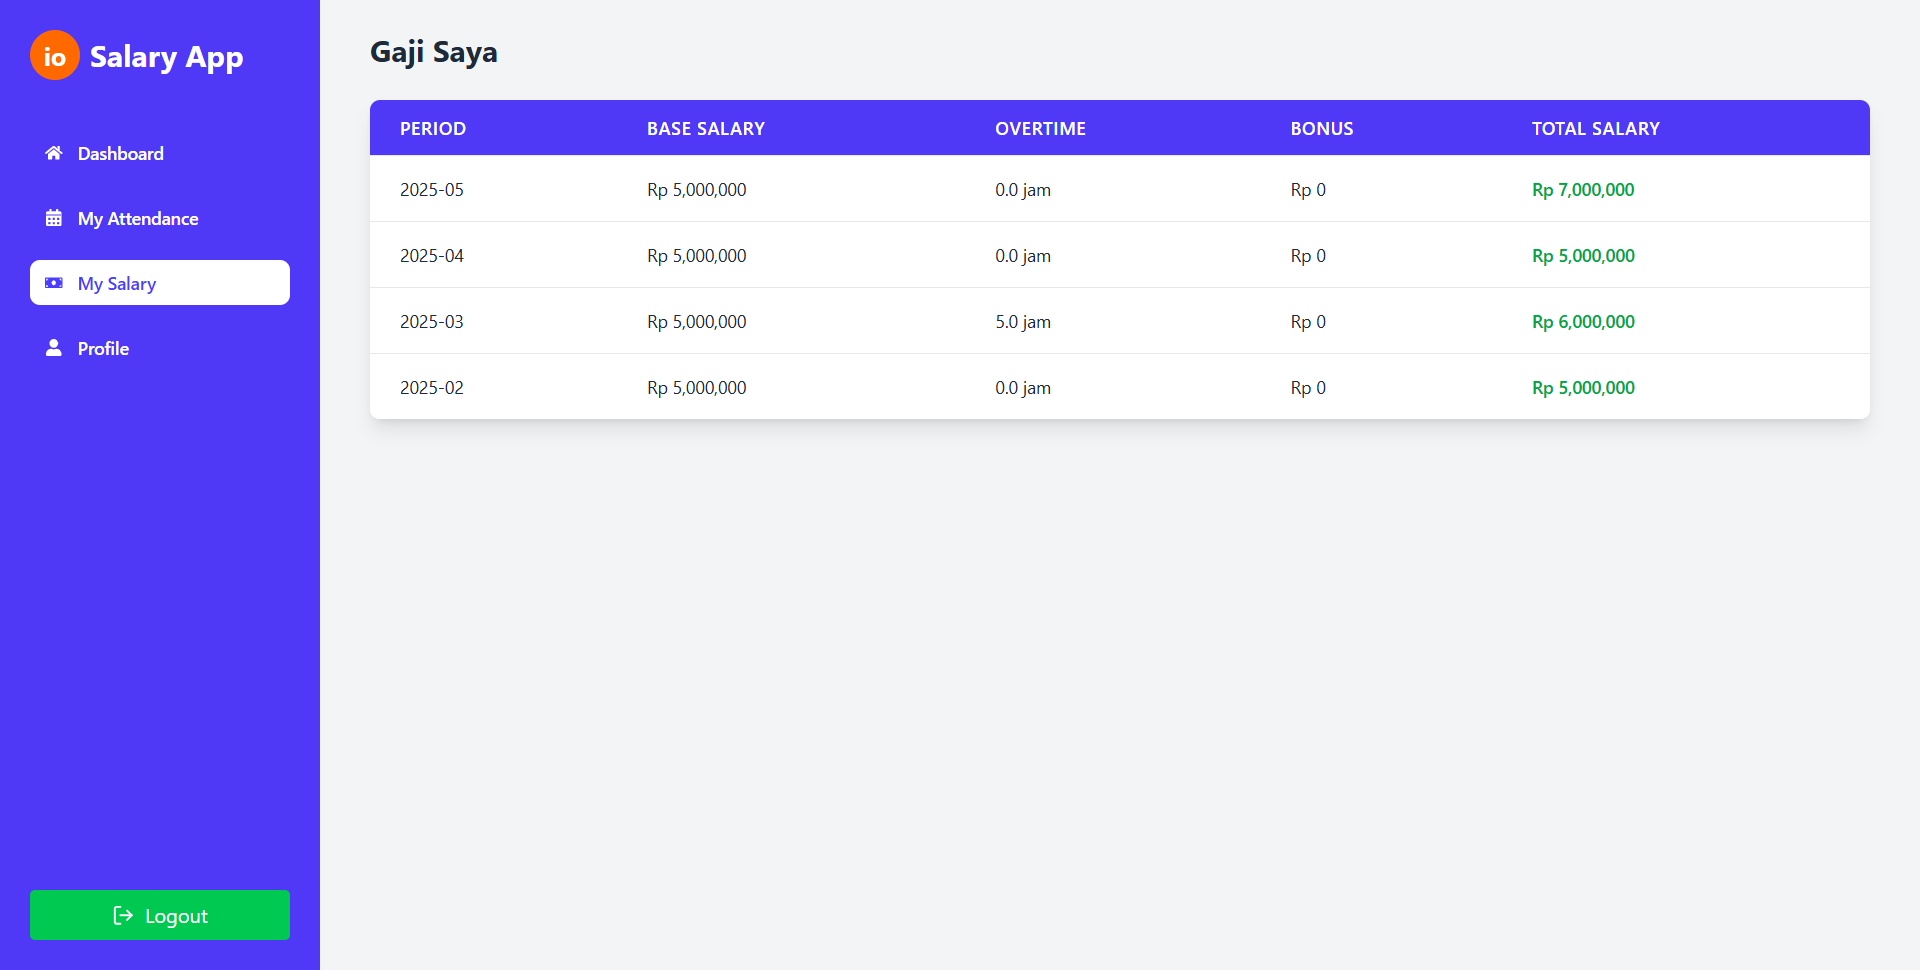 io Salary App
Dashboard
My Attendance
My Salary
Profile
Logout
Gaji Saya
PERIOD BASE SALARY OVERTIME BONUS TOTAL SALARY
2025-05 Rp 5,000,000 0.0 jam Rp 0 Rp 7,000,000
2025-04 Rp 5,000,000 0.0 jam Rp 0 Rp 5,000,000
2025-03 Rp 5,000,000 5.0 jam Rp 0 Rp 6,000,000
2025-02 Rp 5,000,000 0.0 jam Rp 0 Rp 5,000,000